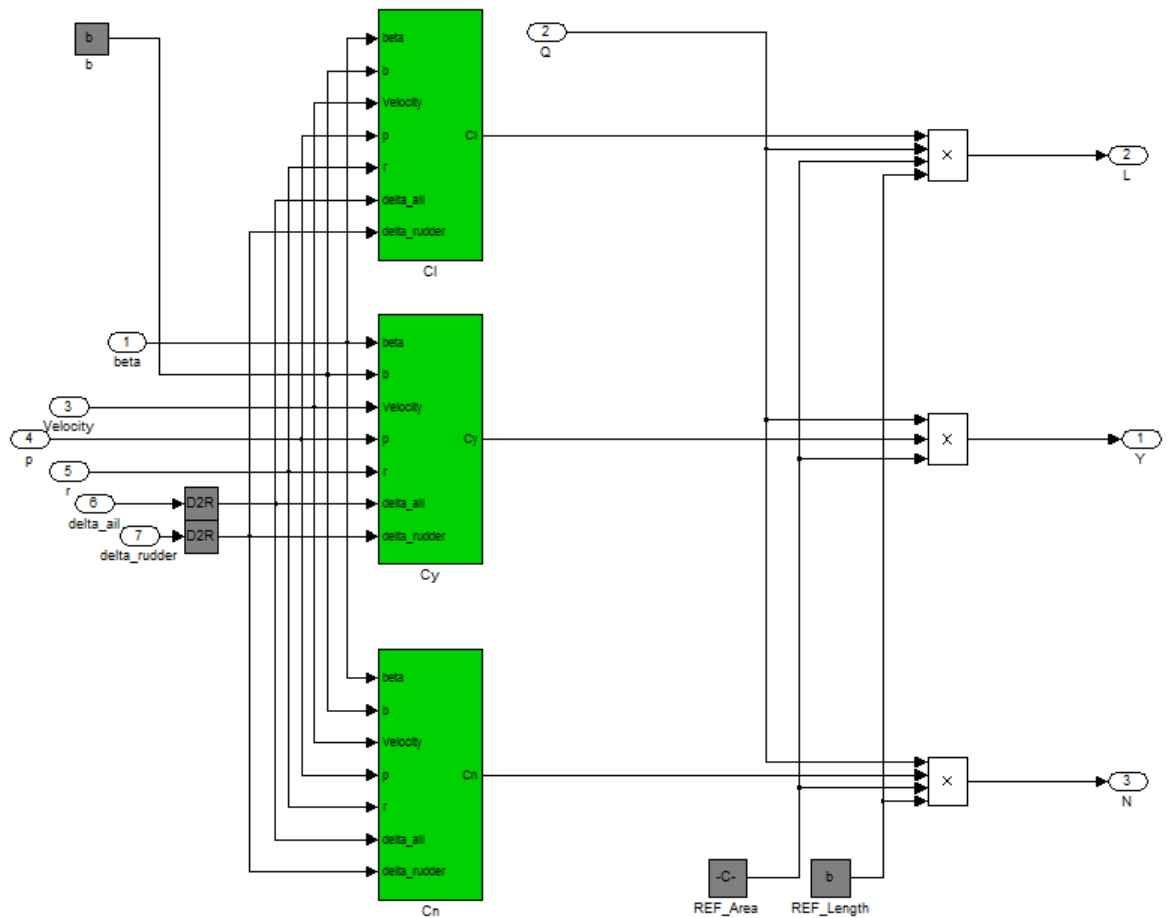 b
b
beta
b
Velocity
p
r
delta_ail
delta_rudder
Cl
Cl
2
Q
×
2
L
1
beta
3
Velocity
4
p
5
r
6
delta_ail
7
delta_rudder
D2R
D2R
beta
b
Velocity
p
r
delta_ail
delta_rudder
Cy
Cy
×
1
Y
beta
b
Velocity
p
r
delta_ail
delta_rudder
Cn
Cn
×
3
N
-C-
REF_Area
b
REF_Length